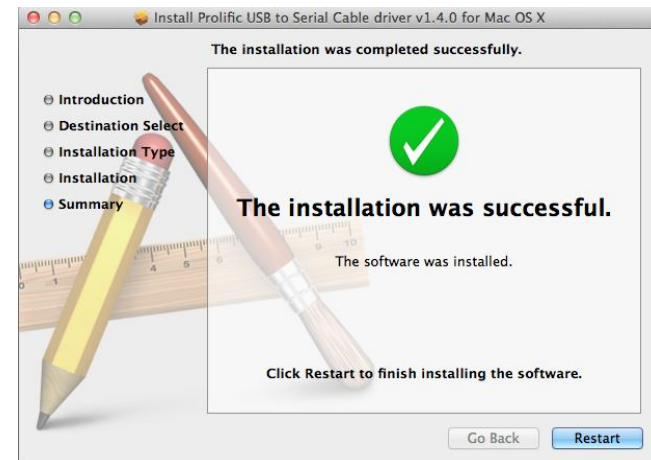 Install Prolific USB to Serial Cable driver v1.4.0 for Mac OS X
The installation was completed successfully.
Introduction
Destination Select
Installation Type
Installation
Summary
The installation was successful.
The software was installed.
Click Restart to finish installing the software.
Go Back
Restart